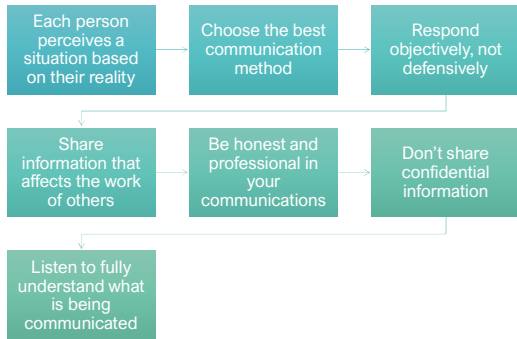 Each person
perceives a
situation based
on their reality
Choose the best
communication
method
Respond
objectively, not
defensively
Share
information that
affects the work
of others
Be honest and
professional in
your
communications
Don’t share
confidential
information
Listen to fully
understand what
is being
communicated